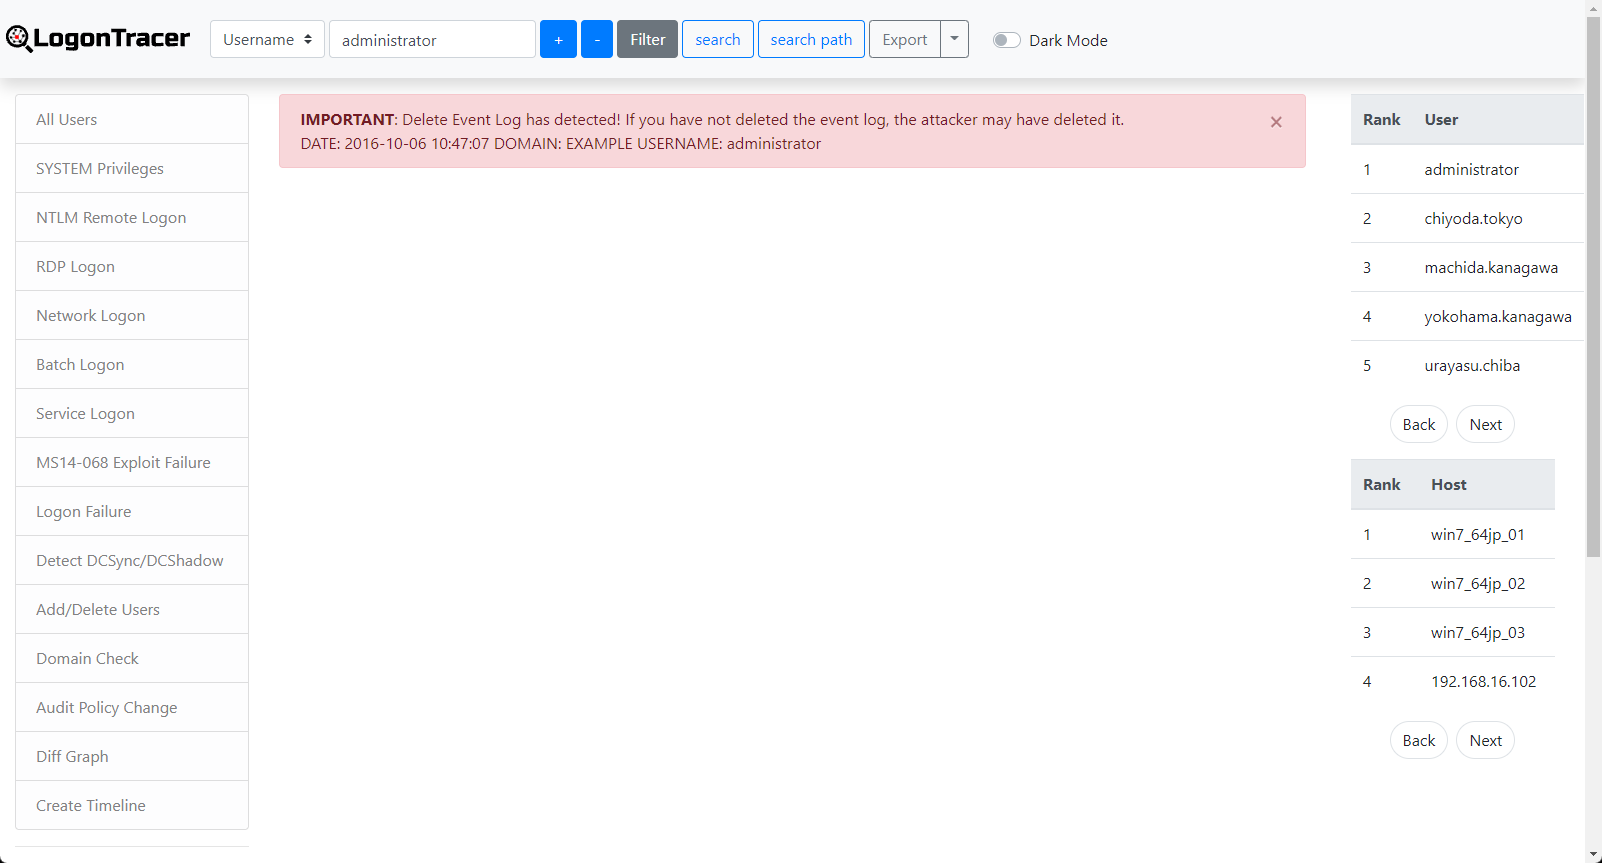 LogonTracer
Username administrator + - Filter search search path Export Dark Mode
All Users
SYSTEM Privileges
NTLM Remote Logon
RDP Logon
Network Logon
Batch Logon
Service Logon
MS14-068 Exploit Failure
Logon Failure
Detect DCSync/DCShadow
Add/Delete Users
Domain Check
Audit Policy Change
Diff Graph
Create Timeline
IMPORTANT: Delete Event Log has detected! If you have not deleted the event log, the attacker may have deleted it. ×
DATE: 2016-10-06 10:47:07 DOMAIN: EXAMPLE USERNAME: administrator
Rank User
1 administrator
2 chiyoda.tokyo
3 machida.kanagawa
4 yokohama.kanagawa
5 urayasu.chiba
Back Next
Rank Host
1 win7_64jp_01
2 win7_64jp_02
3 win7_64jp_03
4 192.168.16.102
Back Next